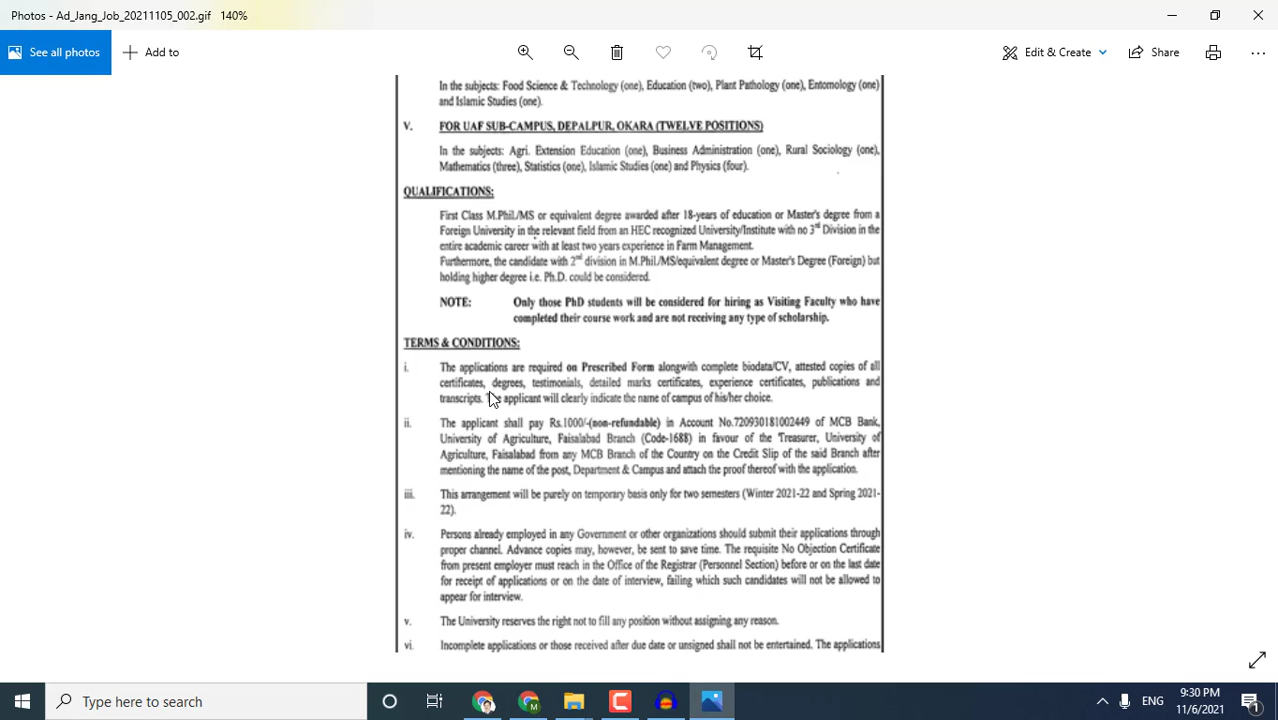 Photos - Ad_Jang_Job_20211105_002.gif 140%
See all photos
Add to
Edit & Create
Share
In the subjects: Food Science & Technology (one), Education (two), Plant Pathology (one), Entomology (one)
and Islamic Studies (one).
V. FOR UAF SUB-CAMPUS, DEPALPUR, OKARA (TWELVE POSITIONS)
In the subjects: Agri. Extension Education (one), Business Administration (one), Rural Sociology (one),
Mathematics (three), Statistics (one), Islamic Studies (one) and Physics (four).
QUALIFICATIONS:
First Class M.Phil./MS or equivalent degree awarded after 18-years of education or Master's degree from a
Foreign University in the relevant field from an HEC recognized University/Institute with no 3rd Division in the
entire academic career with at least two years experience in Farm Management.
Furthermore, the candidate with 2nd division in M.Phil./MS/equivalent degree or Master's Degree (Foreign) but
holding higher degree i.e. Ph.D. could be considered.
NOTE: Only those PhD students will be considered for hiring as Visiting Faculty who have
completed their course work and are not receiving any type of scholarship.
TERMS & CONDITIONS:
i. The applications are required on Prescribed Form alongwith complete biodata/CV, attested copies of all
certificates, degrees, testimonials, detailed marks certificates, experience certificates, publications and
transcripts. applicant will clearly indicate the name of campus of his/her choice.
ii. The applicant shall pay Rs.1000/-(non-refundable) in Account No.720930181002449 of MCB Bank,
University of Agriculture, Faisalabad Branch (Code-1688) in favour of the Treasurer, University of
Agriculture, Faisalabad from any MCB Branch of the Country on the Credit Slip of the said Branch after
mentioning the name of the post, Department & Campus and attach the proof thereof with the application.
iii. This arrangement will be purely on temporary basis only for two semesters (Winter 2021-22 and Spring 2021-
22).
iv. Persons already employed in any Government or other organizations should submit their applications through
proper channel. Advance copies may, however, be sent to save time. The requisite No Objection Certificate
from present employer must reach in the Office of the Registrar (Personnel Section) before or on the last date
for receipt of applications or on the date of interview, failing which such candidates will not be allowed to
appear for interview.
v. The University reserves the right not to fill any position without assigning any reason.
vi. Incomplete applications or those received after due date or unsigned shall not be entertained. The applications
Type here to search
ENG
9:30 PM
11/6/2021
1